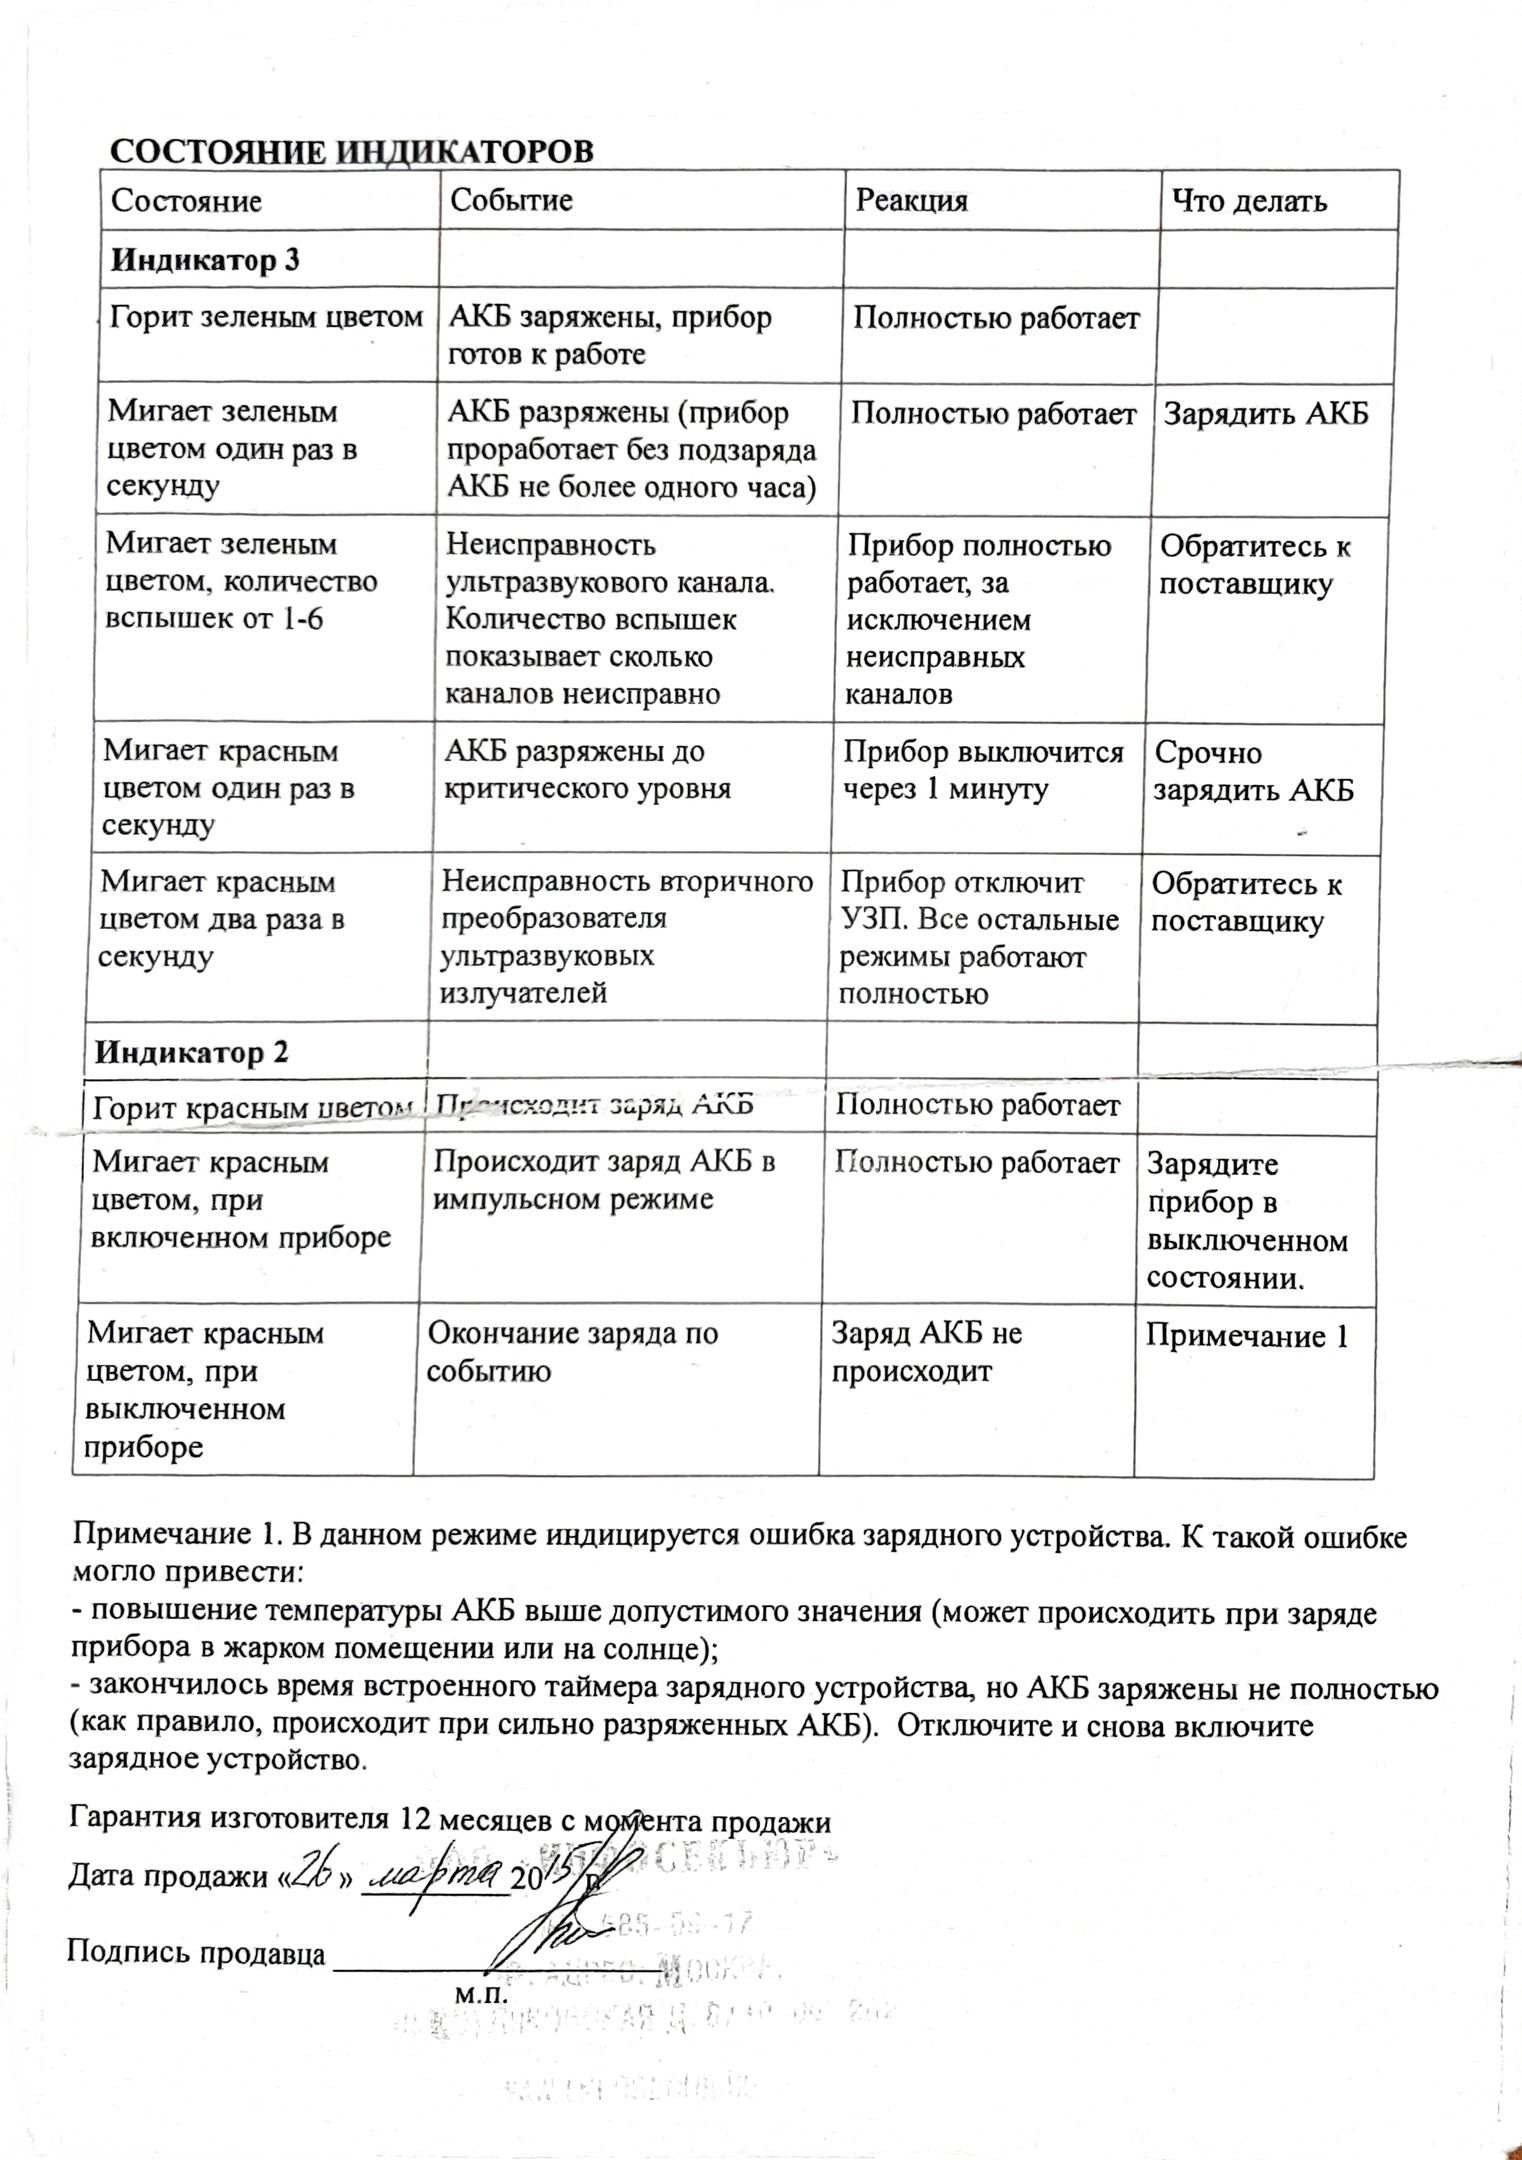 СОСТОЯНИЕ ИНДИКАТОРОВ
Состояние Событие Реакция Что делать
Индикатор 3
Горит зеленым цветом АКБ заряжены, прибор Полностью работает
готов к работе
Мигает зеленым АКБ разряжены (прибор Полностью работает Зарядить АКБ
цветом один раз в проработает без подзаряда
секунду АКБ не более одного часа)
Мигает зеленым Неисправность Прибор полностью Обратитесь к
цветом, количество ультразвукового канала. работает, за поставщику
вспышек от 1-6 Количество вспышек исключением
показывает сколько неисправных
каналов неисправно каналов
Мигает красным АКБ разряжены до Прибор выключится Срочно
цветом один раз в критического уровня через 1 минуту зарядить АКБ
секунду
Мигает красным Неисправность вторичного Прибор отключит Обратитесь к
цветом два раза в преобразователя УЗП. Все остальные поставщику
секунду ультразвуковых режимы работают
излучателей полностью
Индикатор 2
Горит красным цветом Происходит заряд АКБ Полностью работает
Мигает красным Происходит заряд АКБ в Полностью работает Зарядите
цветом, при импульсном режиме прибор в
включенном приборе выключенном
состоянии.
Мигает красным Окончание заряда по Заряд АКБ не Примечание 1
цветом, при событию происходит
выключенном
приборе
Примечание 1. В данном режиме индицируется ошибка зарядного устройства. К такой ошибке
могло привести:
- повышение температуры АКБ выше допустимого значения (может происходить при заряде
прибора в жарком помещении или на солнце);
- закончилось время встроенного таймера зарядного устройства, но АКБ заряжены не полностью
(как правило, происходит при сильно разряженных АКБ). Отключите и снова включите
зарядное устройство.
Гарантия изготовителя 12 месяцев с момента продажи
Дата продажи «26» марта 2015 г.
Подпись продавца
м.п.